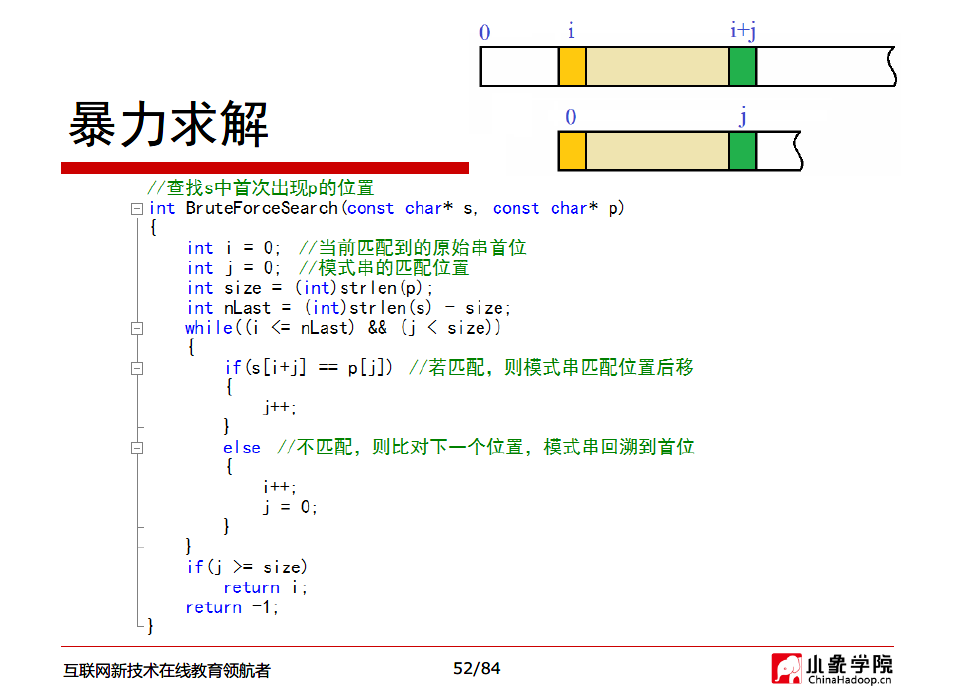 0 i i+j
0 j
暴力求解
//查找s中首次出现p的位置
int BruteForceSearch(const char* s, const char* p)
{
int i = 0; //当前匹配到的原始串首位
int j = 0; //模式串的匹配位置
int size = (int)strlen(p);
int nLast = (int)strlen(s) - size;
while((i <= nLast) && (j < size))
{
if(s[i+j] == p[j]) //若匹配，则模式串匹配位置后移
{
j++;
}
else //不匹配，则比对下一个位置，模式串回溯到首位
{
i++;
j = 0;
}
}
if(j >= size)
return i;
return -1;
}
互联网新技术在线教育领航者
52/84
小象学院
ChinaHadoop.cn